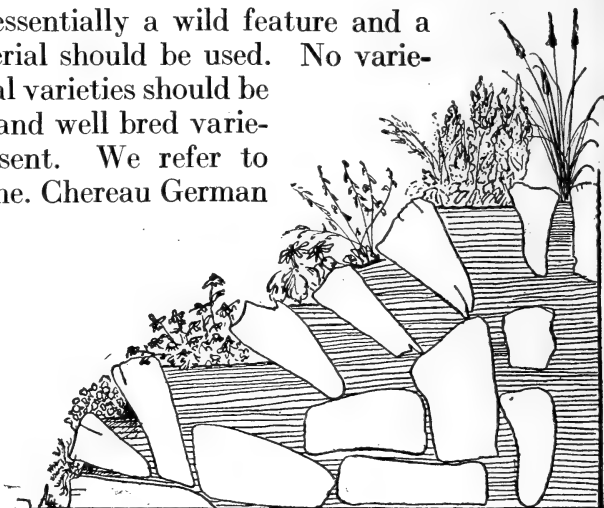 essentially a wild feature and a
erial should be used. No varie-
al varieties should be
and well bred varie-
sent. We refer to
ne. Chereau German